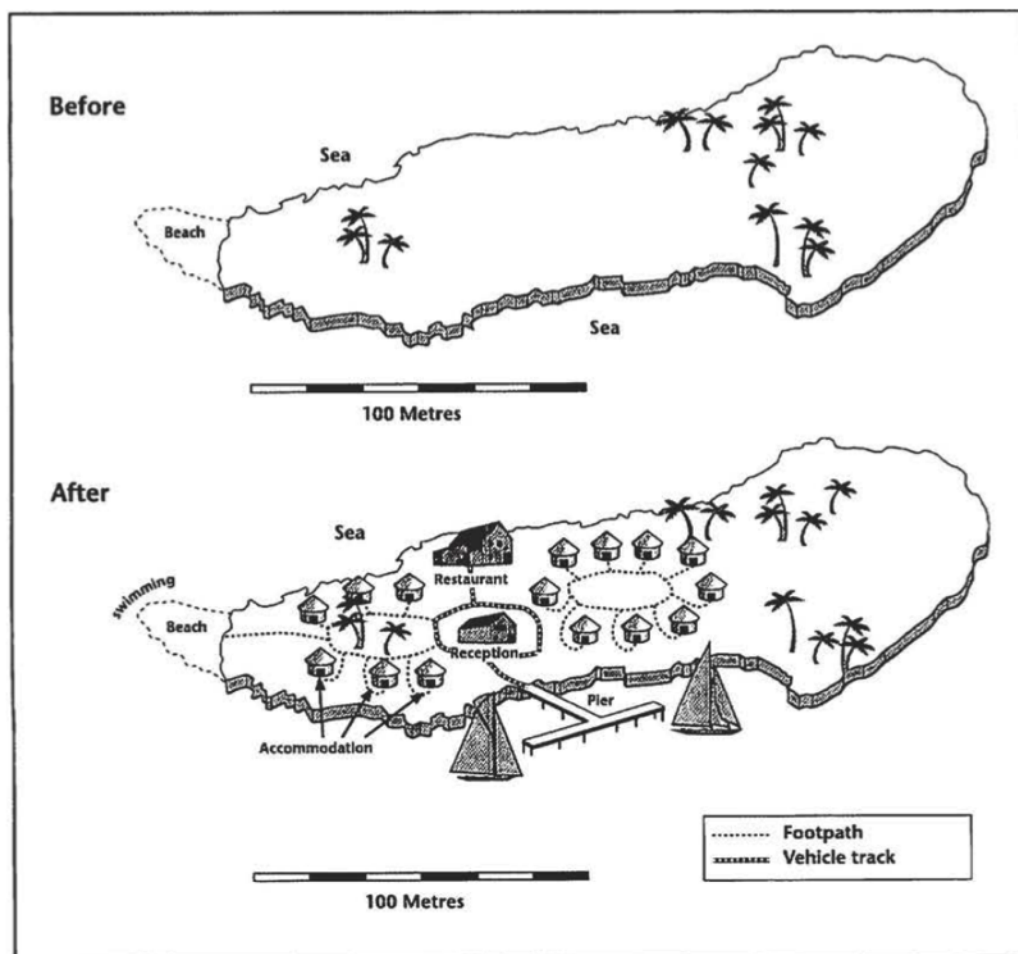 Before
Sea
Beach
Sea
100 Metres
After
Sea
swimming
Restaurant
Beach
Reception
Pier
Accommodation
Footpath
Vehicle track
100 Metres